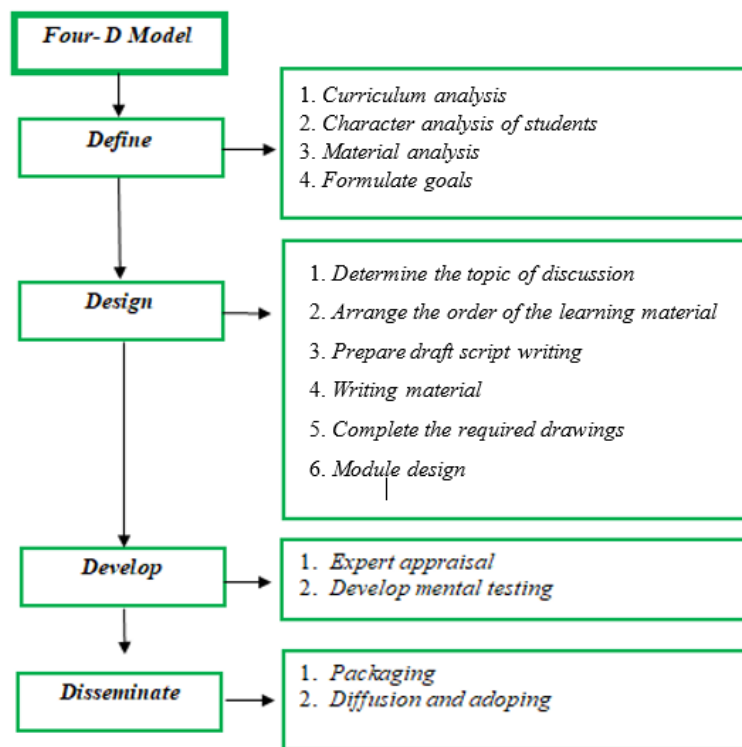 Four- D Model
Define
1. Curriculum analysis
2. Character analysis of students
3. Material analysis
4. Formulate goals
Design
1. Determine the topic of discussion
2. Arrange the order of the learning material
3. Prepare draft script writing
4. Writing material
5. Complete the required drawings
6. Module design
Develop
1. Expert appraisal
2. Develop mental testing
Disseminate
1. Packaging
2. Diffusion and adoping